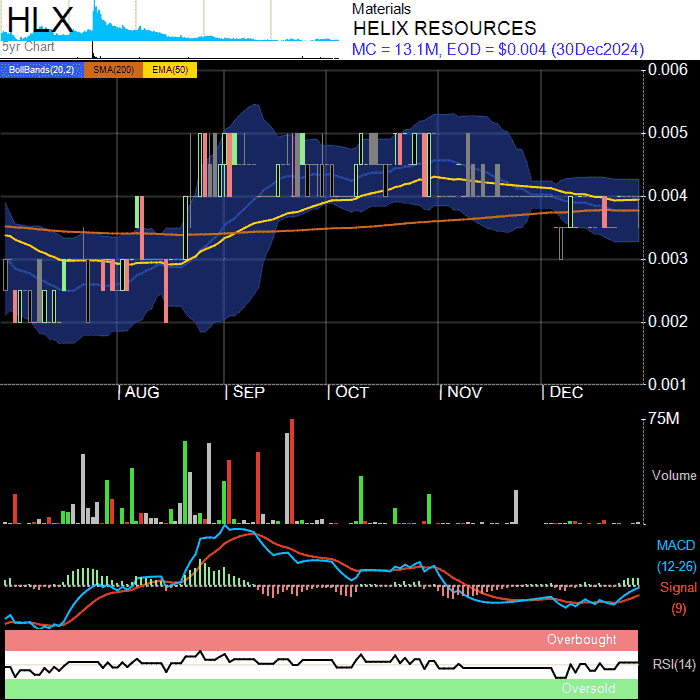 HLX
5yr Chart
Materials
HELIX RESOURCES
MC = 13.1M, EOD = $0.004 (30Dec2024)
BollBands(20,2) SMA(200) EMA(50)
0.006
0.005
0.004
0.003
0.002
0.001
AUG SEP OCT NOV DEC
75M
Volume
MACD
(12-26)
Signal
(9)
Overbought
RSI(14)
Oversold